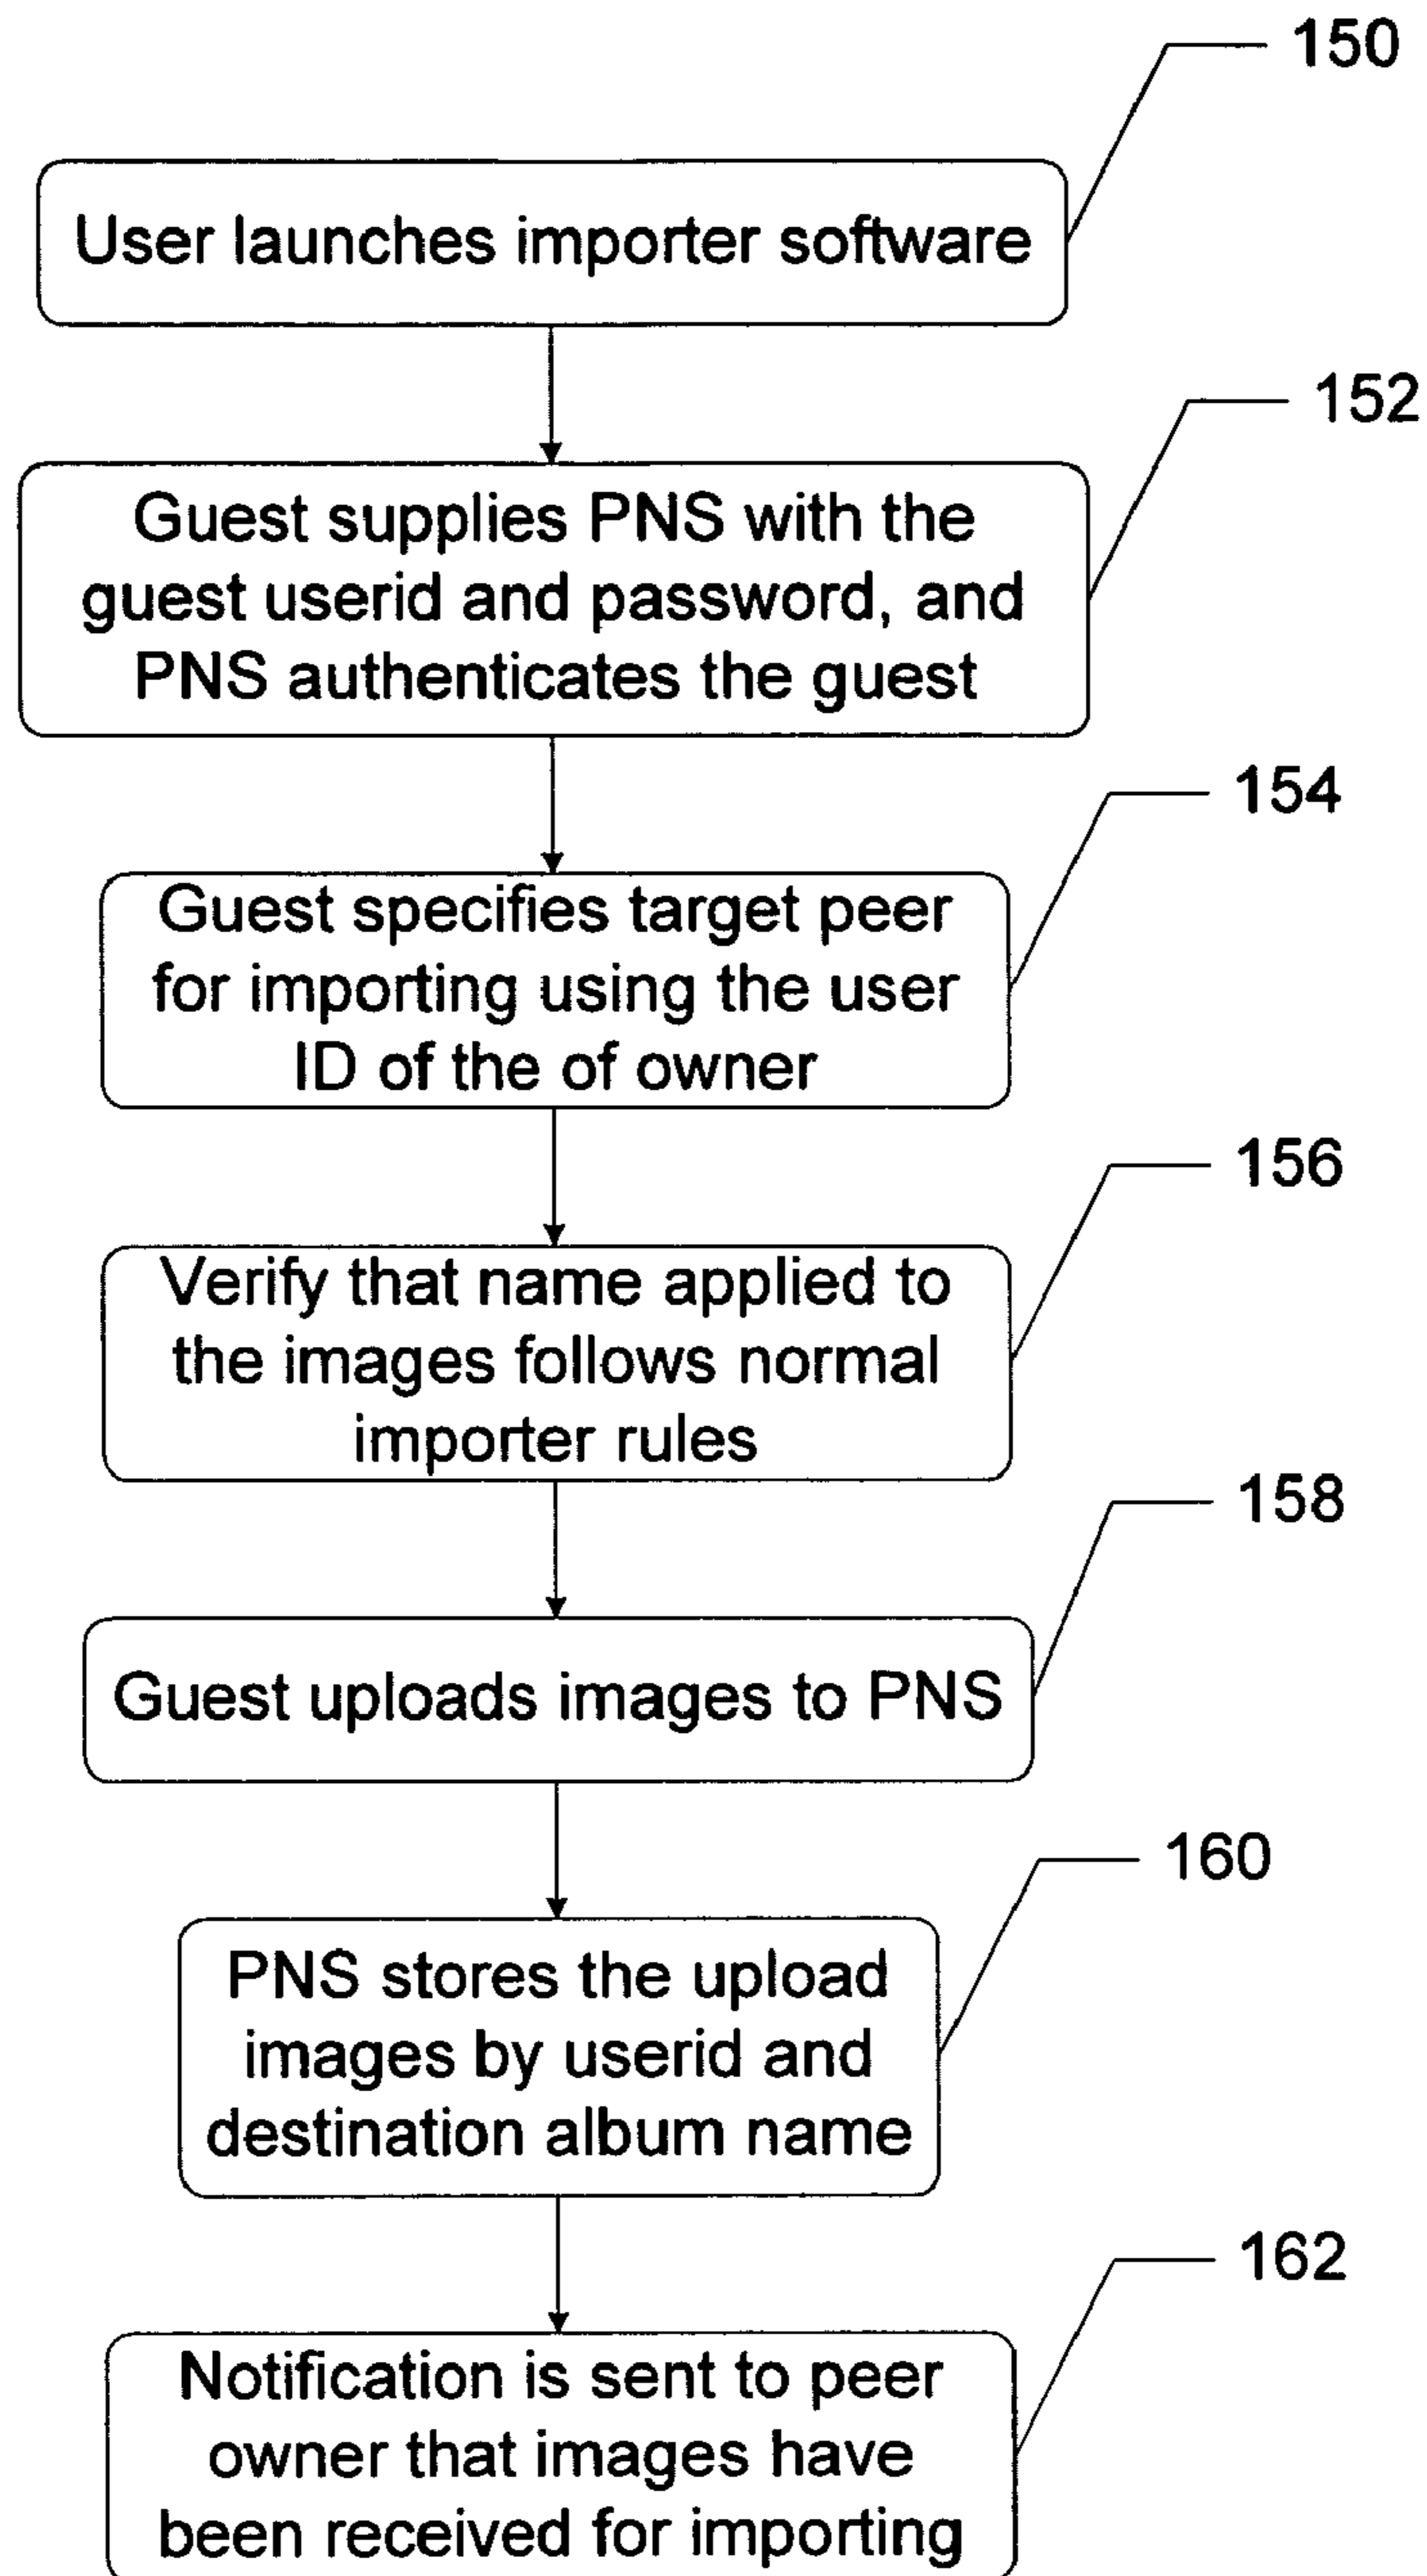 150
User launches importer software
152
Guest supplies PNS with the
guest userid and password, and
PNS authenticates the guest
154
Guest specifies target peer
for importing using the user
ID of the of owner
156
Verify that name applied to
the images follows normal
importer rules
158
Guest uploads images to PNS
160
PNS stores the upload
images by userid and
destination album name
162
Notification is sent to peer
owner that images have
been received for importing